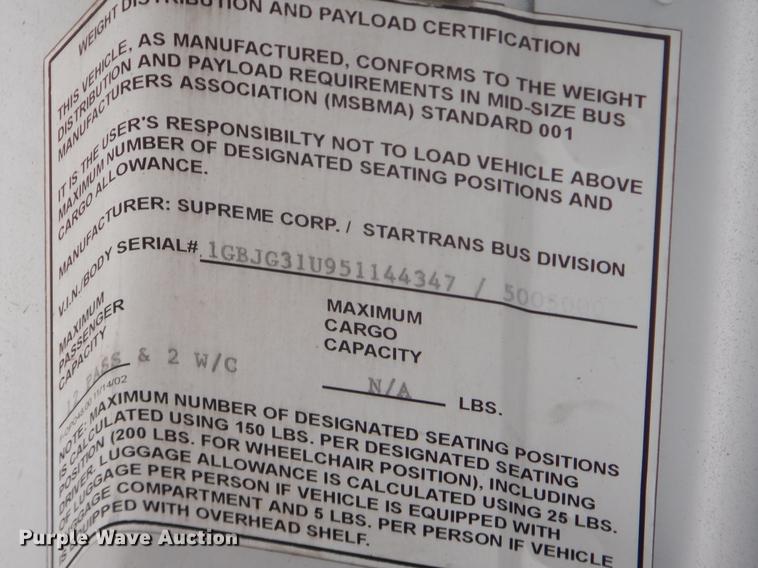 WEIGHT DISTRIBUTION AND PAYLOAD CERTIFICATION
THIS VEHICLE, AS MANUFACTURED, CONFORMS TO THE WEIGHT
DISTRIBUTION AND PAYLOAD REQUIREMENTS IN MID-SIZE BUS
MANUFACTURERS ASSOCIATION (MSBMA) STANDARD 001
IT IS THE USER'S RESPONSIBILTY NOT TO LOAD VEHICLE ABOVE
MAXIMUM NUMBER OF DESIGNATED SEATING POSITIONS AND
CARGO ALLOWANCE.
MANUFACTURER: SUPREME CORP. / STARTRANS BUS DIVISION
V.I.N./BODY SERIAL# 1GBJG31U951144347 /
MAXIMUM
PASSENGER
CAPACITY
12 PASS & 2 W/C
MAXIMUM
CARGO
CAPACITY
N/A LBS.
11/14/02
NOTE: MAXIMUM NUMBER OF DESIGNATED SEATING POSITIONS
IS CALCULATED USING 150 LBS. PER DESIGNATED SEATING
POSITION (200 LBS. FOR WHEELCHAIR POSITION), INCLUDING
DRIVER. LUGGAGE ALLOWANCE IS CALCULATED USING 25 LBS.
OF LUGGAGE PER PERSON IF VEHICLE IS EQUIPPED WITH
LUGGAGE COMPARTMENT AND 5 LBS. PER PERSON IF VEHICLE
IS EQUIPPED WITH OVERHEAD SHELF.
Purple Wave Auction